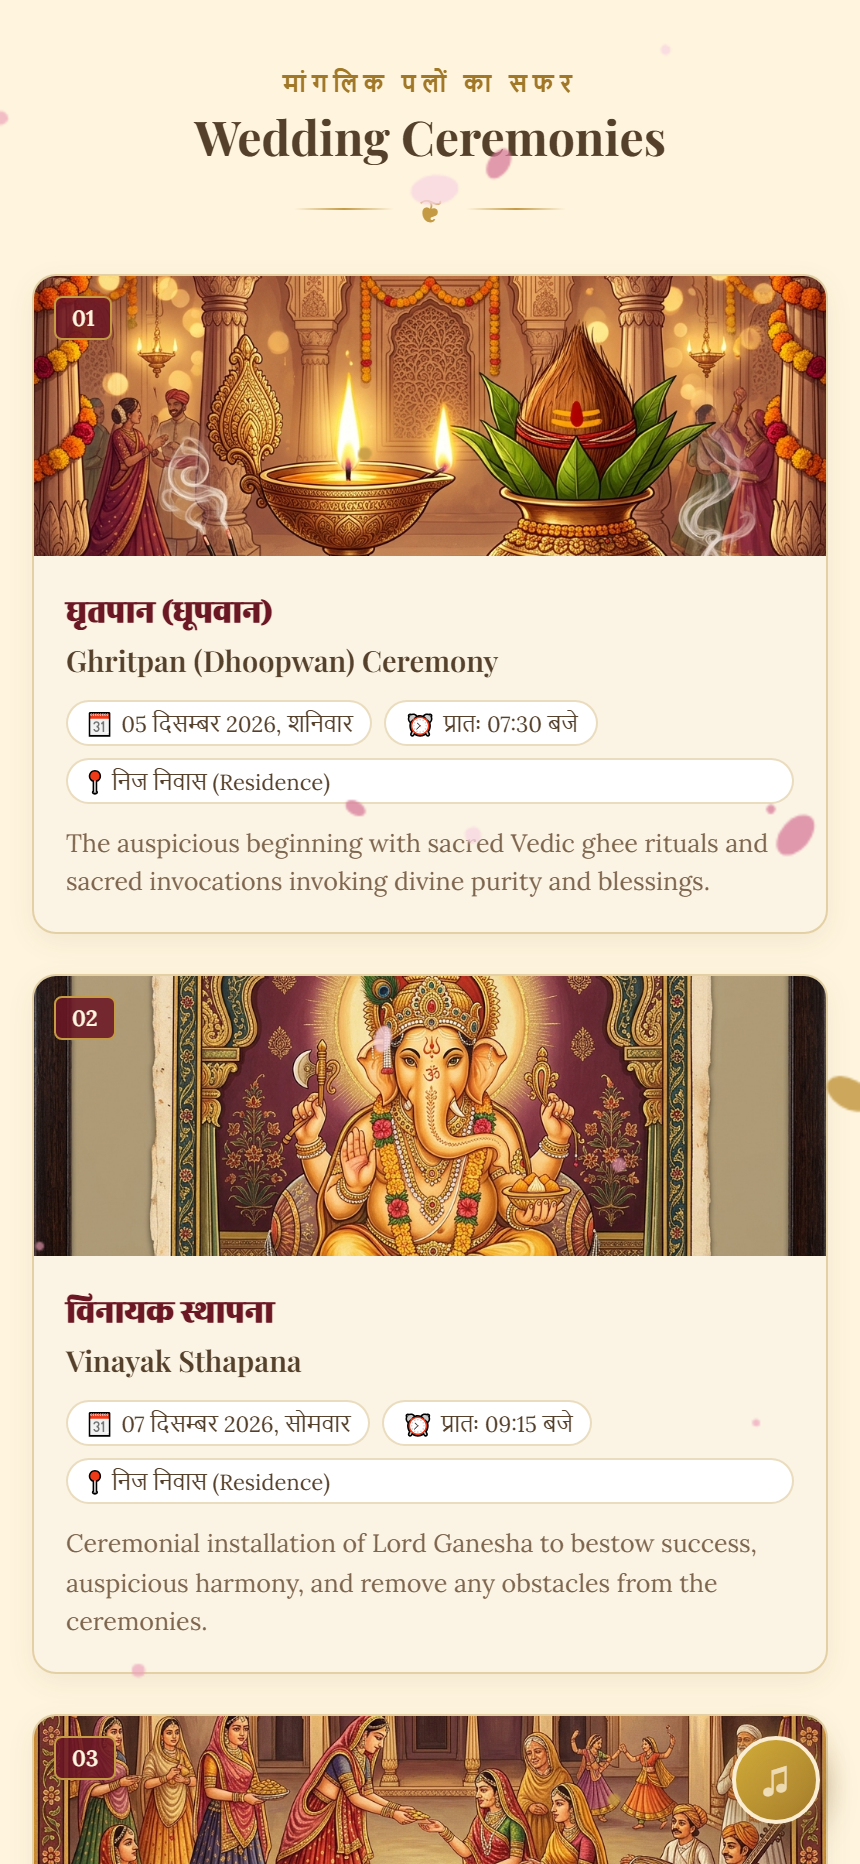 मांगलिक पलों का सफर
Wedding Ceremonies
01
घृतपान (धूपवान)
Ghritpan (Dhoopwan) Ceremony
31 05 दिसम्बर 2026, शनिवार
प्रातः 07:30 बजे
निज निवास (Residence)
The auspicious beginning with sacred Vedic ghee rituals and
sacred invocations invoking divine purity and blessings.
02
ॐ
विनायक स्थापना
Vinayak Sthapana
31 07 दिसम्बर 2026, सोमवार
प्रातः 09:15 बजे
निज निवास (Residence)
Ceremonial installation of Lord Ganesha to bestow success,
auspicious harmony, and remove any obstacles from the
ceremonies.
03